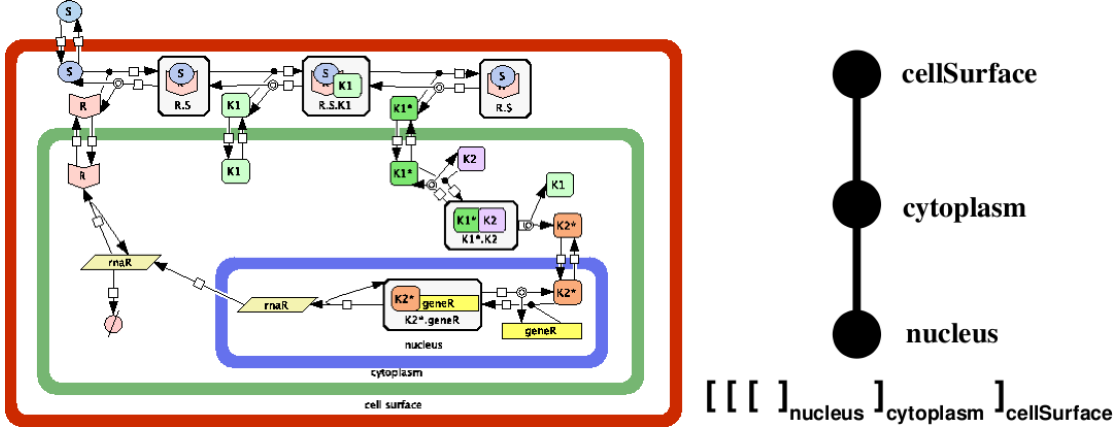 S
S
S
R.S
S
K1
R.S.K1
S
R.$
R
K1
K1*
R
K1
K1*
K2
K1
K1*
K2
K1*.K2
K2*
rnaR
rnaR
K2*
geneR
K2*.geneR
K2*
geneR
nucleus
cytoplasm
cell surface
cellSurface
cytoplasm
nucleus
[ [ [ ]nucleus ]cytoplasm ]cellSurface